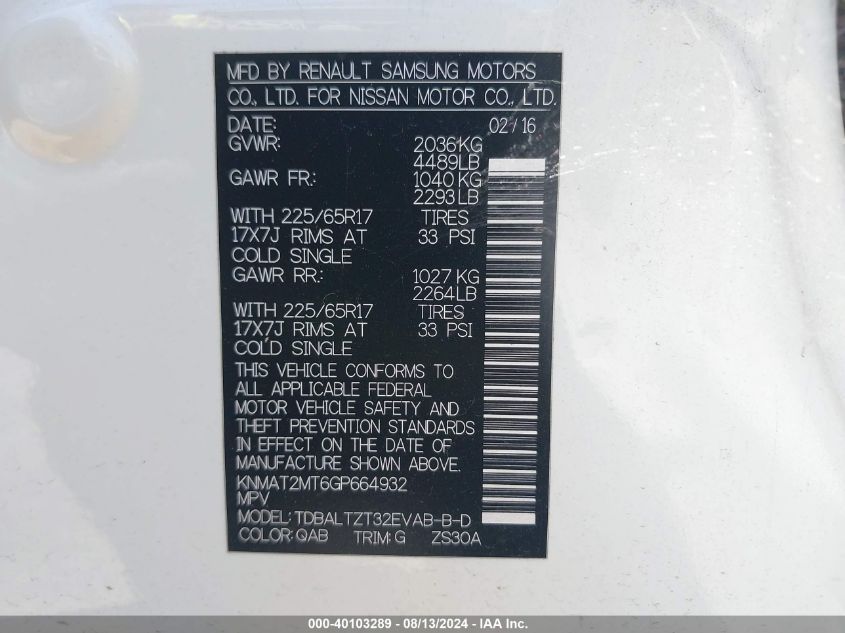 MFD BY RENAULT SAMSUNG MOTORS
CO., LTD. FOR NISSAN MOTOR CO., LTD.
DATE: 02/16
GVWR: 2036KG
4489LB
GAWR FR.: 1040 KG
2293 LB
WITH 225/65R17 TIRES
17X7J RIMS AT 33 PSI
COLD SINGLE
GAWR RR.: 1027 KG
2264LB
WITH 225/65R17 TIRES
17X7J RIMS AT 33 PSI
COLD SINGLE
THIS VEHICLE CONFORMS TO
ALL APPLICABLE FEDERAL
MOTOR VEHICLE SAFETY AND
THEFT PREVENTION STANDARDS
IN EFFECT ON THE DATE OF
MANUFACTURE SHOWN ABOVE.
KNMAT2MT6GP664932
MPV
MODEL: TDBALTZT32EVAB-B-D
COLOR: QAB TRIM: G ZS30A
000-40103289 - 08/13/2024 - IAA Inc.